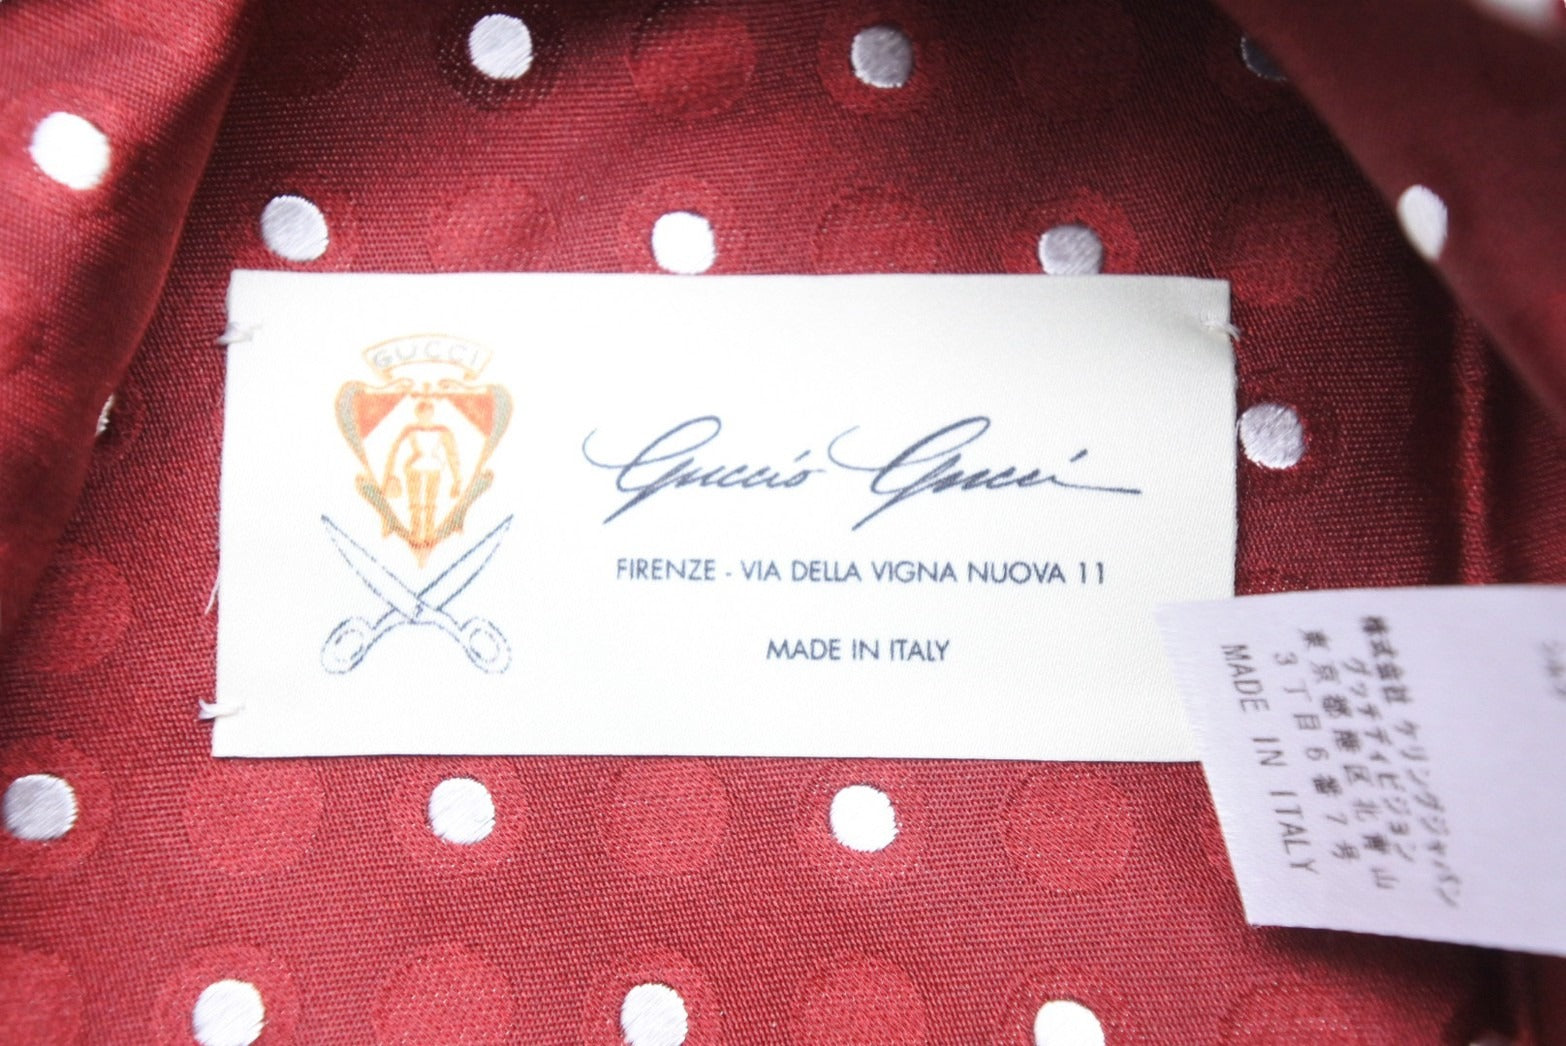 GUCCI
Guccio Gucci
FIRENZE - VIA DELLA VIGNA NUOVA 11
MADE IN ITALY
株式会社 ケリングジャパン
グッチディビジョン
東京都港区北青山
3丁目6番7号
MADE IN ITALY